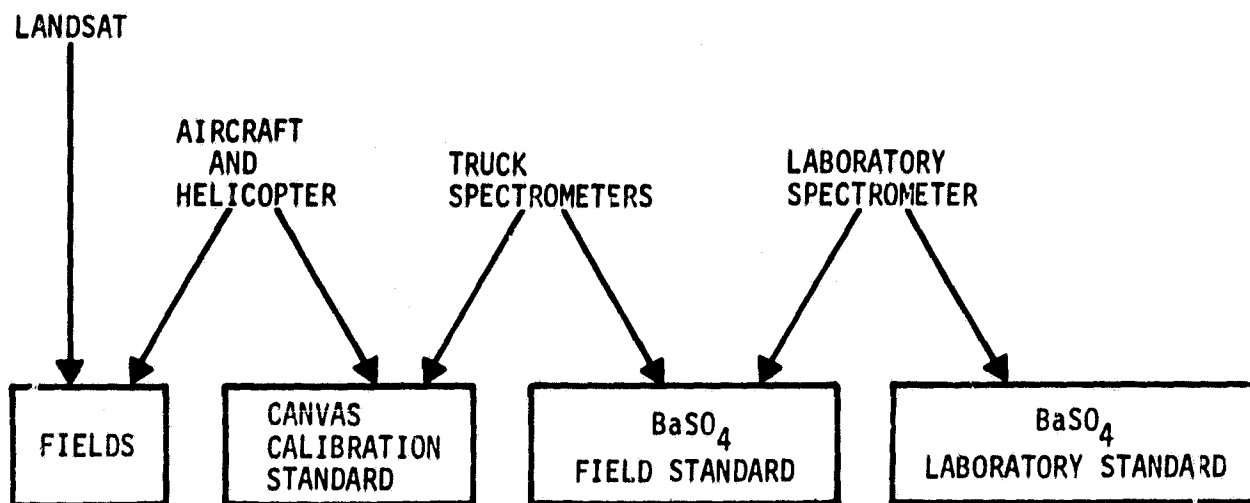 LANDSAT
AIRCRAFT
AND
HELICOPTER
TRUCK
SPECTROMETERS
LABORATORY
SPECTROMETER
FIELDS
CANVAS
CALIBRATION
STANDARD
BaSO4
FIELD STANDARD
BaSO4
LABORATORY STANDARD